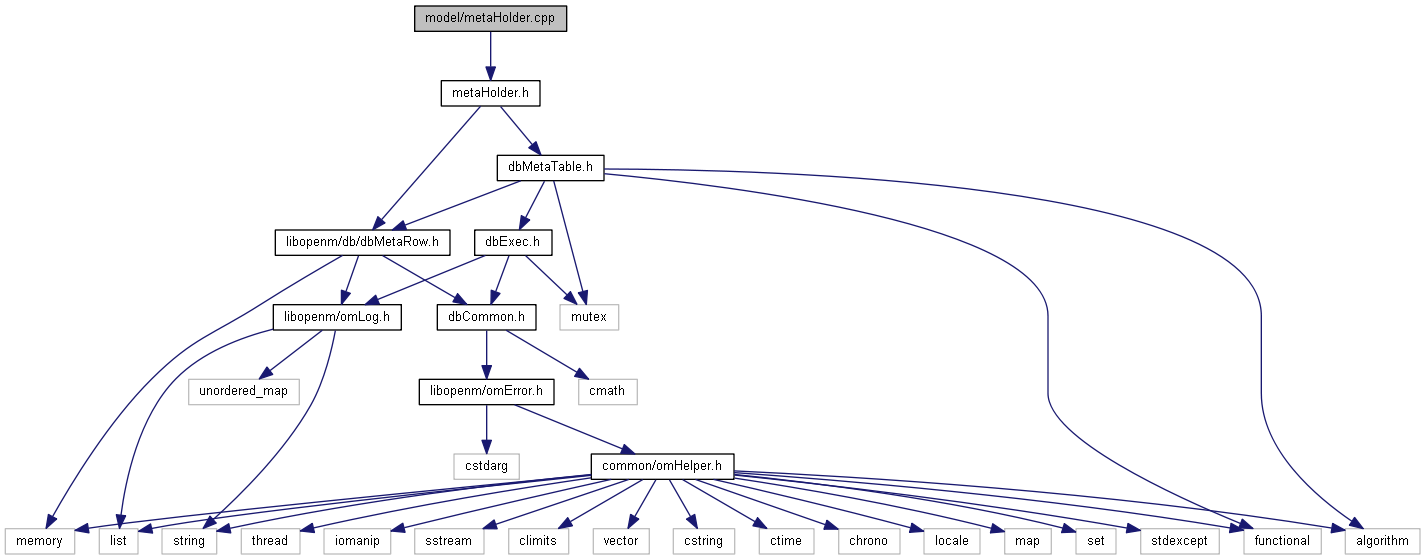 model/metaHolder.cpp
metaHolder.h
dbMetaTable.h
libopenm/db/dbMetaRow.h
dbExec.h
libopenm/omLog.h
dbCommon.h
mutex
unordered_map
libopenm/omError.h
cmath
cstdarg
common/omHelper.h
memory
list
string
thread
iomanip
sstream
climits
vector
cstring
ctime
chrono
locale
map
set
stdexcept
functional
algorithm